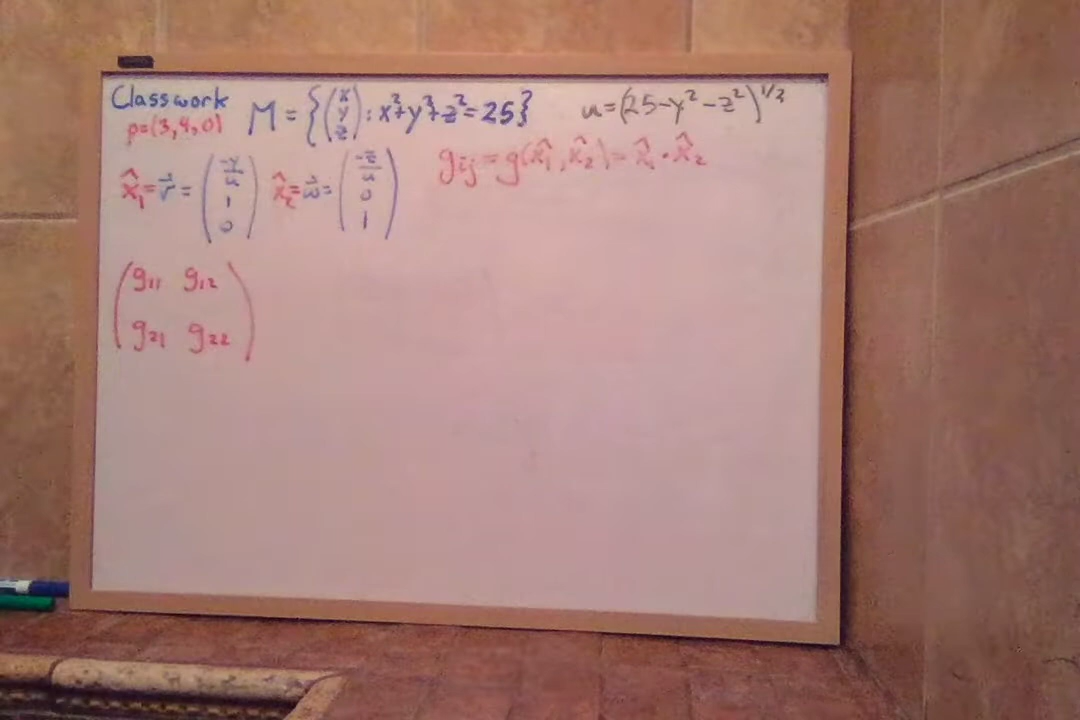 Classwork M = {(x y z) : x²+y²+z²=25} u=(25-y²-z²)^1/2
p=(3,4,0)
x̂₁=v⃗=(-y/u 1 0) x̂₂=w⃗=(-z/u 0 1) gij=g(x̂₁,x̂₂)=x̂₁·x̂₂
(g₁₁ g₁₂
g₂₁ g₂₂)